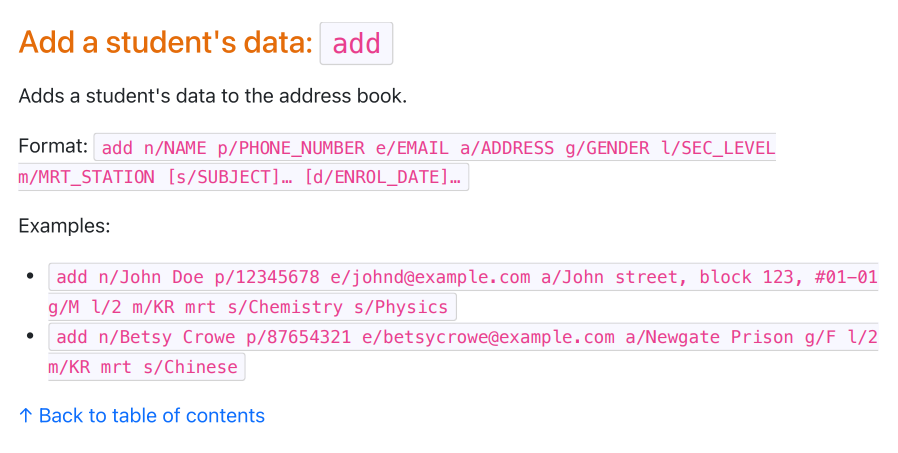 Add a student's data: add
Adds a student's data to the address book.
Format: add n/NAME p/PHONE_NUMBER e/EMAIL a/ADDRESS g/GENDER l/SEC_LEVEL
m/MRT_STATION [s/SUBJECT]… [d/ENROL_DATE]…
Examples:
• add n/John Doe p/12345678 e/johnd@example.com a/John street, block 123, #01-01
g/M l/2 m/KR mrt s/Chemistry s/Physics
• add n/Betsy Crowe p/87654321 e/betsycrowe@example.com a/Newgate Prison g/F l/2
m/KR mrt s/Chinese
↑ Back to table of contents